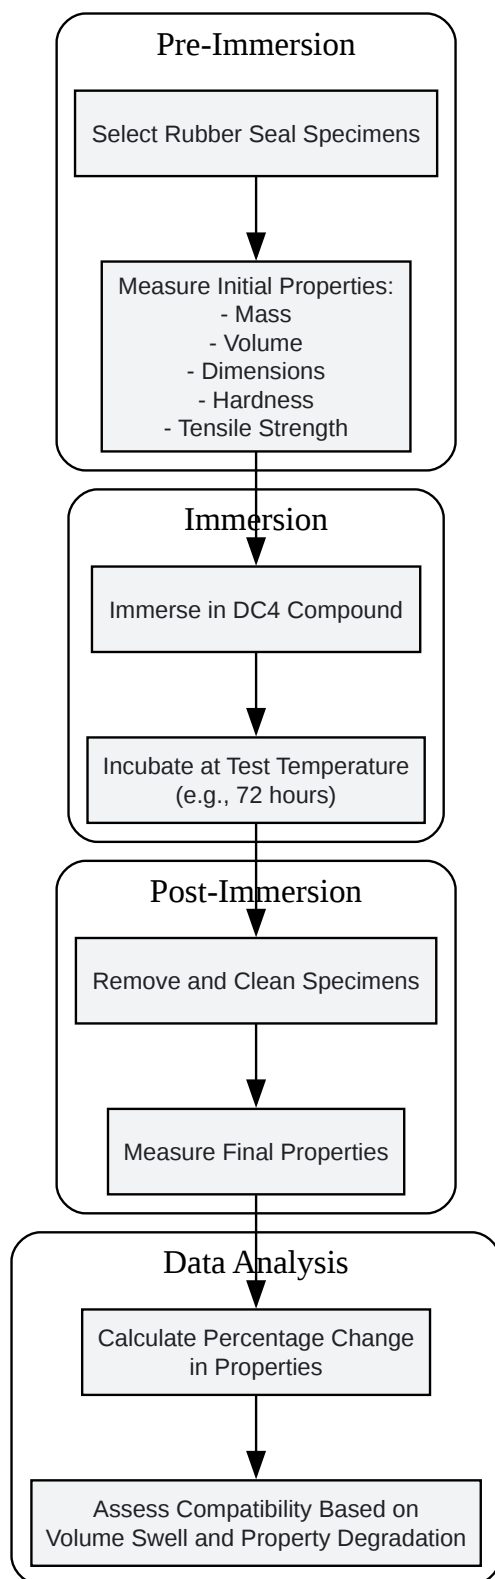 Pre-Immersion
Select Rubber Seal Specimens
Measure Initial Properties:
- Mass
- Volume
- Dimensions
- Hardness
- Tensile Strength
Immersion
Immerse in DC4 Compound
Incubate at Test Temperature
(e.g., 72 hours)
Post-Immersion
Remove and Clean Specimens
Measure Final Properties
Data Analysis
Calculate Percentage Change
in Properties
Assess Compatibility Based on
Volume Swell and Property Degradation